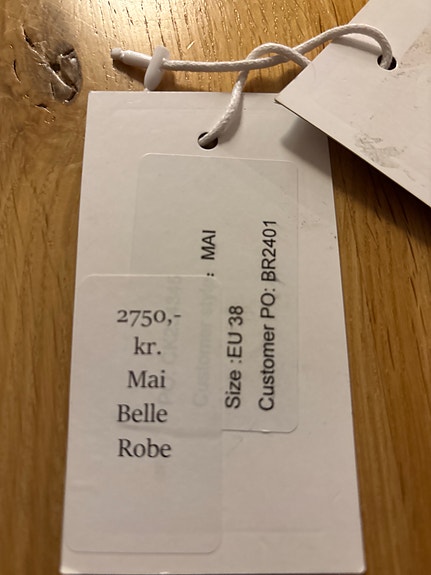 2750,-
kr.
Mai
Belle
Robe
Customer style: MAI
Size :EU 38
Customer PO: BR2401